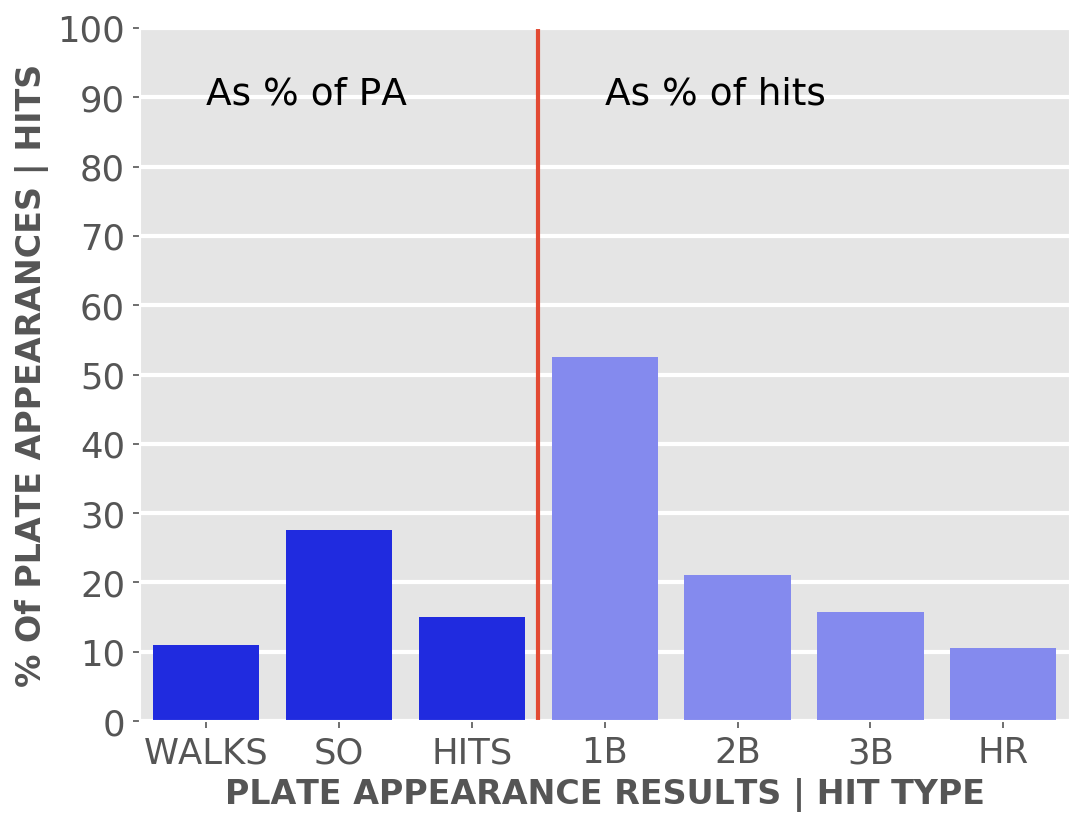 100
90
80
70
60
50
40
30
20
10
0
% Of PLATE APPEARANCES | HITS
As % of PA
As % of hits
WALKS SO HITS 1B 2B 3B HR
PLATE APPEARANCE RESULTS | HIT TYPE